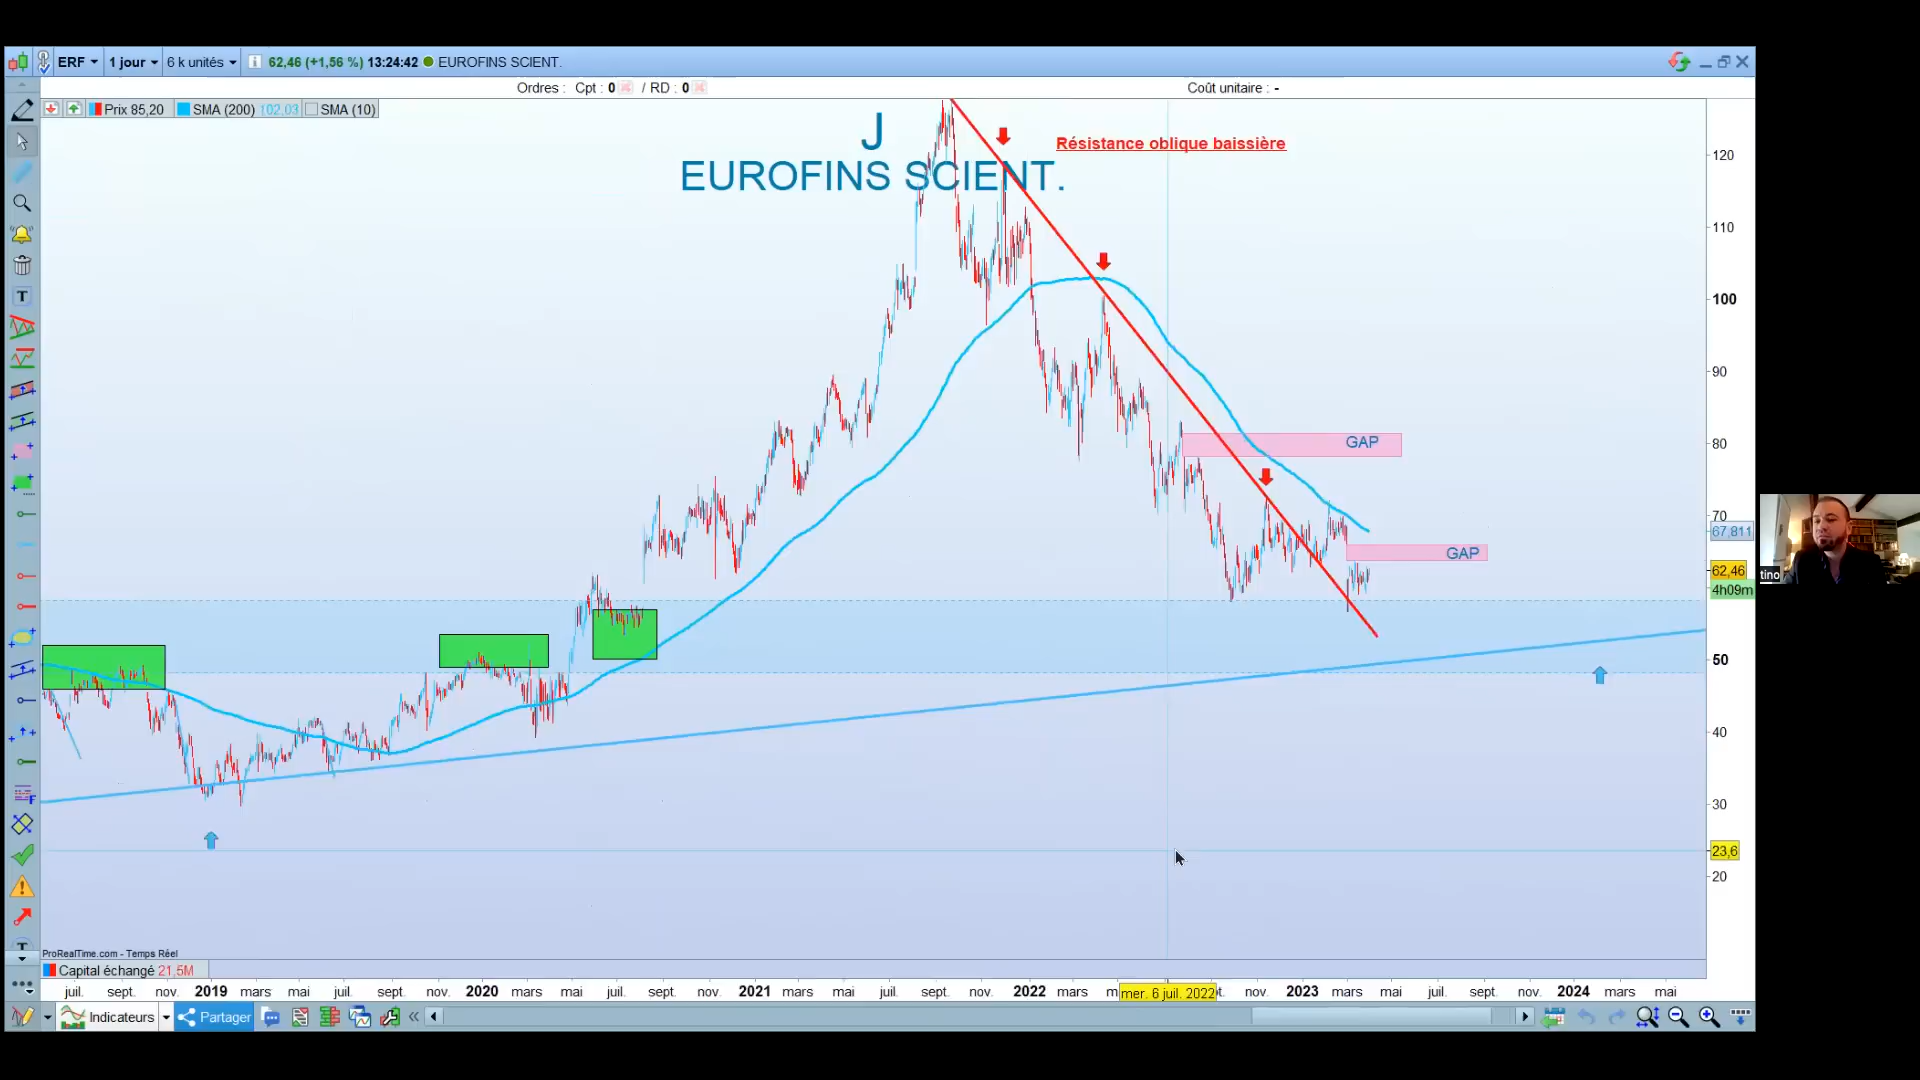 ERF 1 jour 6 k unités 62,46 (+1,56 %) 13:24:42 EUROFINS SCIENT.
Ordres : Cpt : 0 / RD : 0 Coût unitaire : -
Prix 85,20 SMA (200) 102,03 SMA (10)
J
EUROFINS SCIENT.
Résistance oblique baissière
120
110
100
90
GAP
80
70
67,811
GAP
62,46
4h09m
50
40
30
23,6
20
tino
ProRealTime.com - Temps Réel
Capital échangé 21,5M
juil. sept. nov. 2019 mars mai juil. sept. nov. 2020 mars mai juil. sept. nov. 2021 mars mai juil. sept. nov. 2022 mars mer. 6 juil. 2022 nov. 2023 mars mai juil. sept. nov. 2024 mars mai
Indicateurs Partager